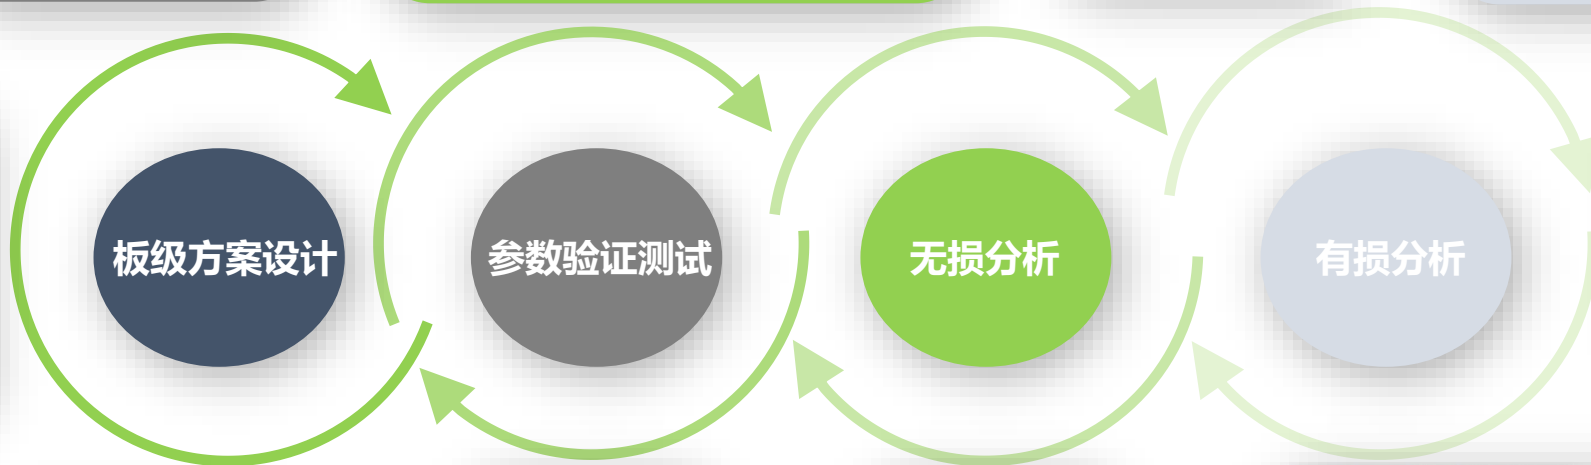 板级方案设计
参数验证测试
无损分析
有损分析